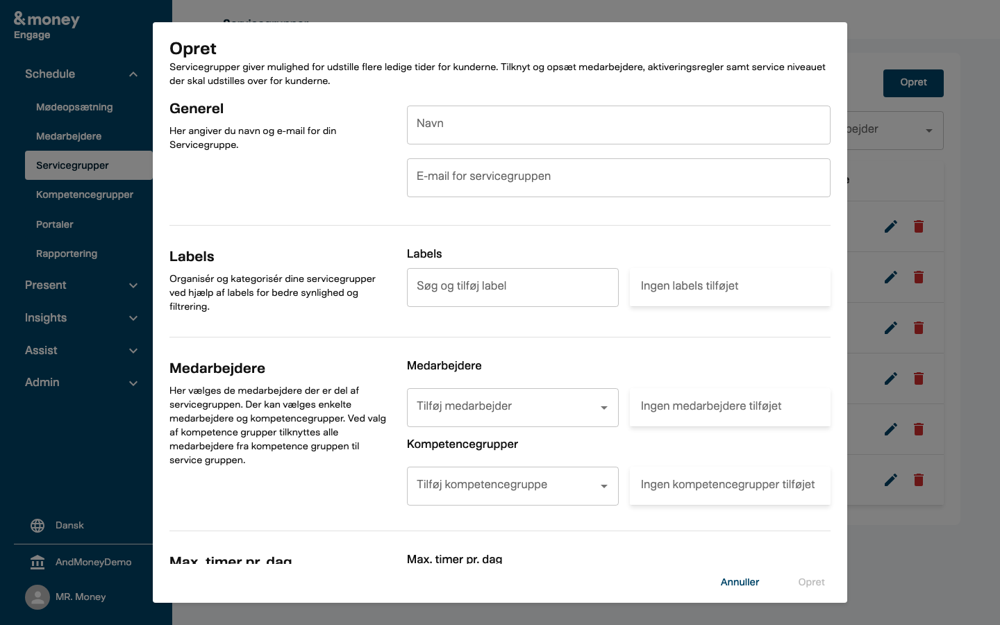 &money
Engage
Schedule
Mødeopsætning
Medarbejdere
Servicegrupper
Kompetencegrupper
Portaler
Rapportering
Present
Insights
Assist
Admin
Dansk
AndMoneyDemo
MR. Money
Servicegrupper
Opret
Opret
Servicegrupper giver mulighed for udstille flere ledige tider for kunderne. Tilknyt og opsæt medarbejdere, aktiveringsregler samt service niveauet
der skal udstilles over for kunderne.
Generel
Her angiver du navn og e-mail for din
Servicegruppe.
Navn
E-mail for servicegruppen
Labels
Organisér og kategorisér dine servicegrupper
ved hjælp af labels for bedre synlighed og
filtrering.
Labels
Søg og tilføj label
Ingen labels tilføjet
Medarbejdere
Her vælges de medarbejdere der er del af
servicegruppen. Der kan vælges enkelte
medarbejdere og kompetencegrupper. Ved valg
af kompetence grupper tilknyttes alle
medarbejdere fra kompetence gruppen til
service gruppen.
Medarbejdere
Tilføj medarbejder
Ingen medarbejdere tilføjet
Kompetencegrupper
Tilføj kompetencegruppe
Ingen kompetencegrupper tilføjet
Max. timer pr. dag
Max. timer pr. dag
Annuller
Opret